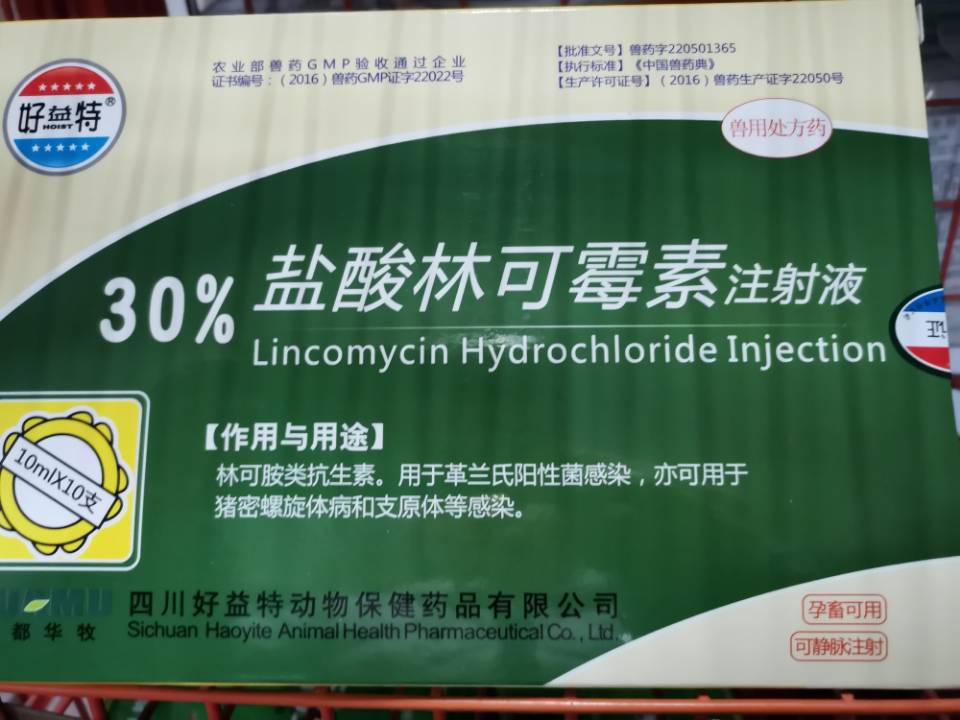 农业部兽药GMP验收通过企业
证书编号：（2016）兽药GMP证字22022号
【批准文号】兽药字220501365
【执行标准】《中国兽药典》
【生产许可证号】（2016）兽药生产证字22050号
好益特®
HOIST
兽用处方药
30% 盐酸林可霉素注射液
Lincomycin Hydrochloride Injection
证
10mlX10支
【作用与用途】
林可胺类抗生素。用于革兰氏阳性菌感染，亦可用于
猪密螺旋体病和支原体等感染。
都华牧
四川好益特动物保健药品有限公司
Sichuan Haoyite Animal Health Pharmaceutical Co., Ltd.
孕畜可用
可静脉注射